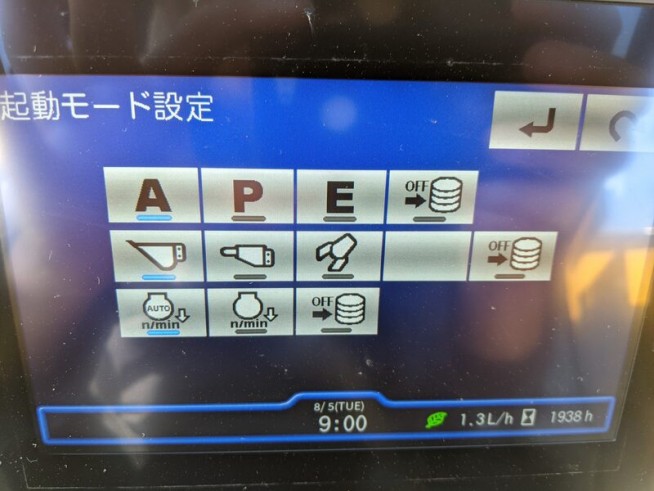 起動モード設定
A P E OFF
OFF
AUTO n/min n/min OFF
8/5(TUE)
9:00 1.3L/h 1938h